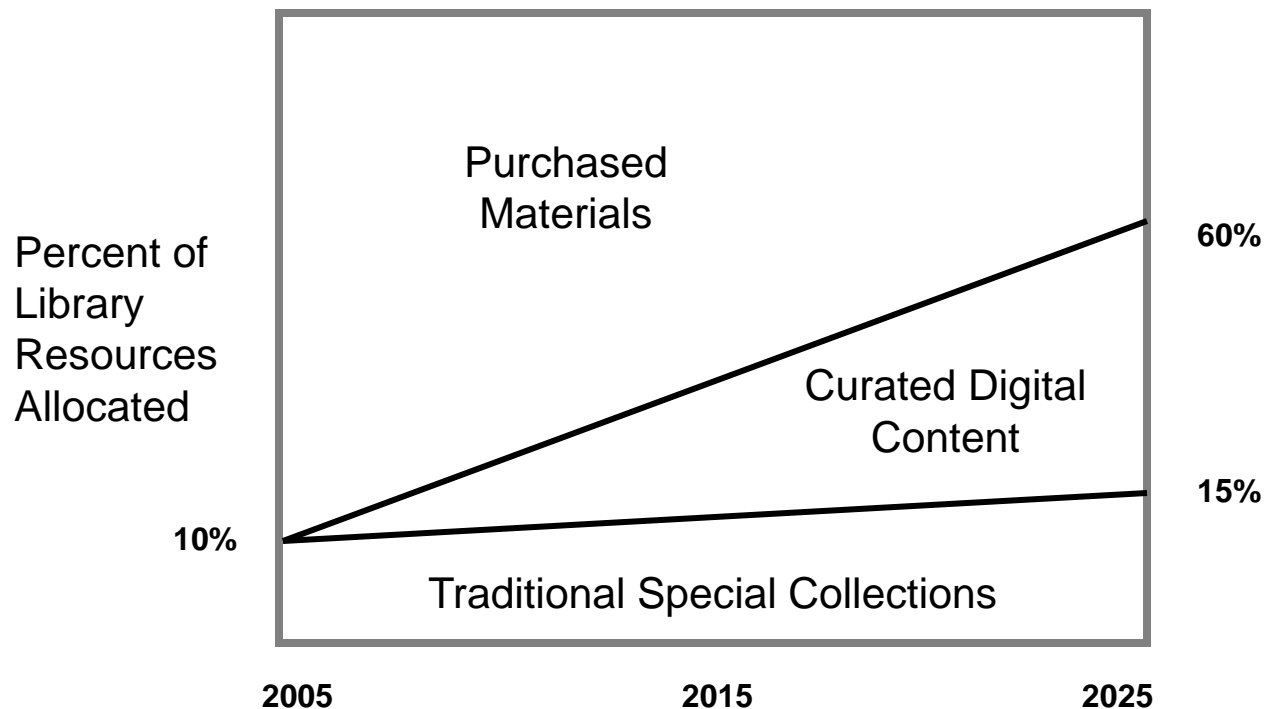 Purchased
Materials
Percent of
Library
Resources
Allocated
60%
Curated Digital
Content
15%
10%
Traditional Special Collections
2005
2015
2025